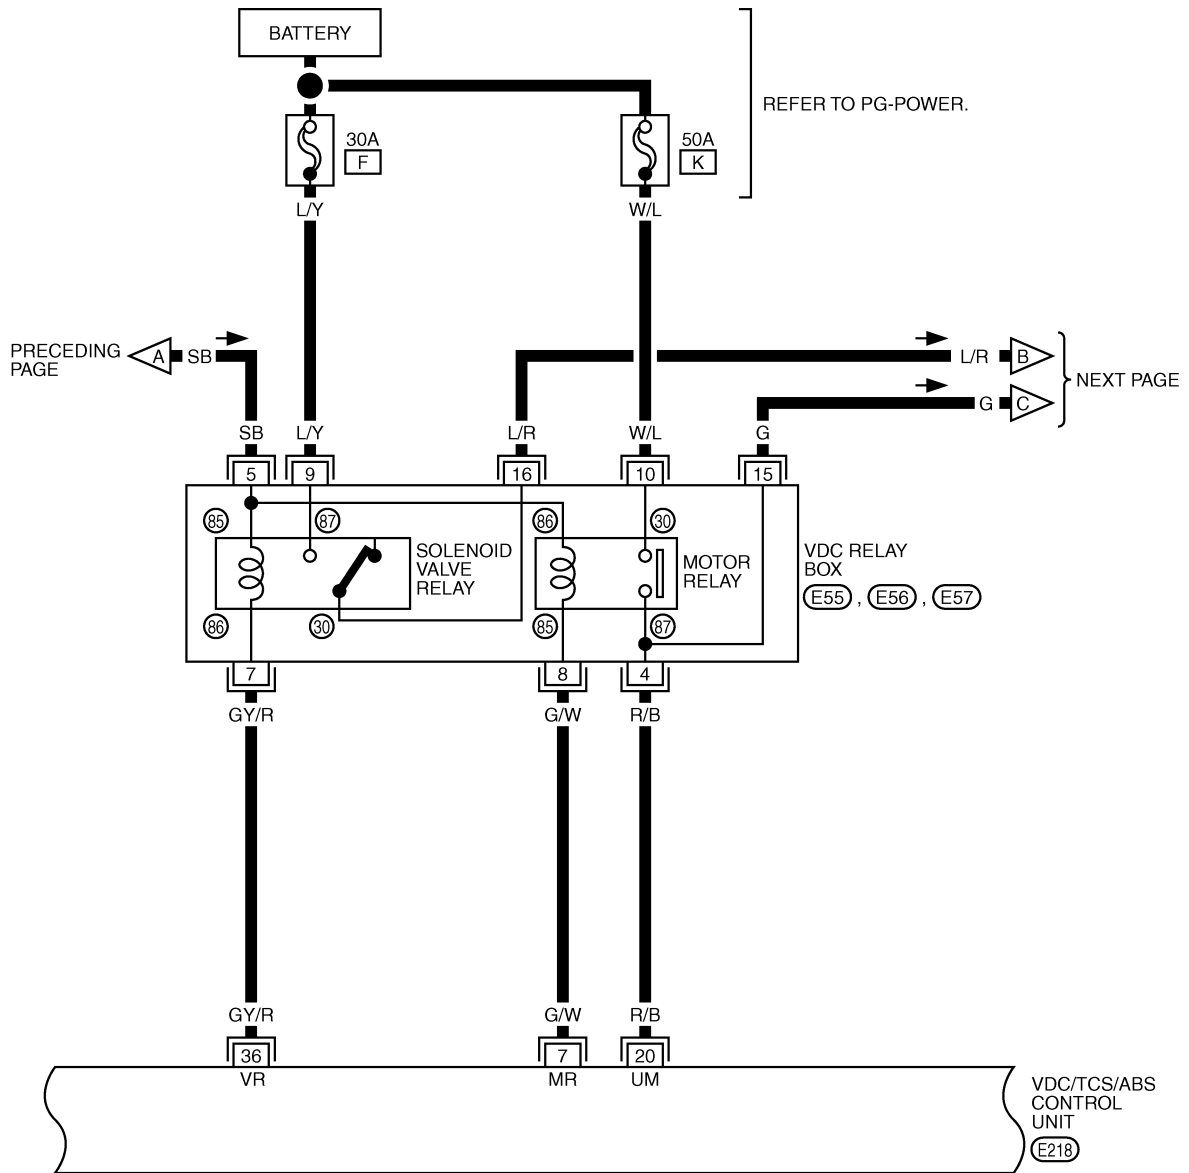 BATTERY
REFER TO PG-POWER.
30A
F
50A
K
L/Y
W/L
PRECEDING
PAGE
A
SB
L/R
B
NEXT PAGE
G
C
SB
L/Y
L/R
W/L
G
5
9
16
10
15
85
87
86
30
SOLENOID
VALVE
RELAY
MOTOR
RELAY
VDC RELAY
BOX
E55 , E56 , E57
86
30
85
87
7
8
4
GY/R
G/W
R/B
GY/R
G/W
R/B
36
7
20
VR
MR
UM
VDC/TCS/ABS
CONTROL
UNIT
E218